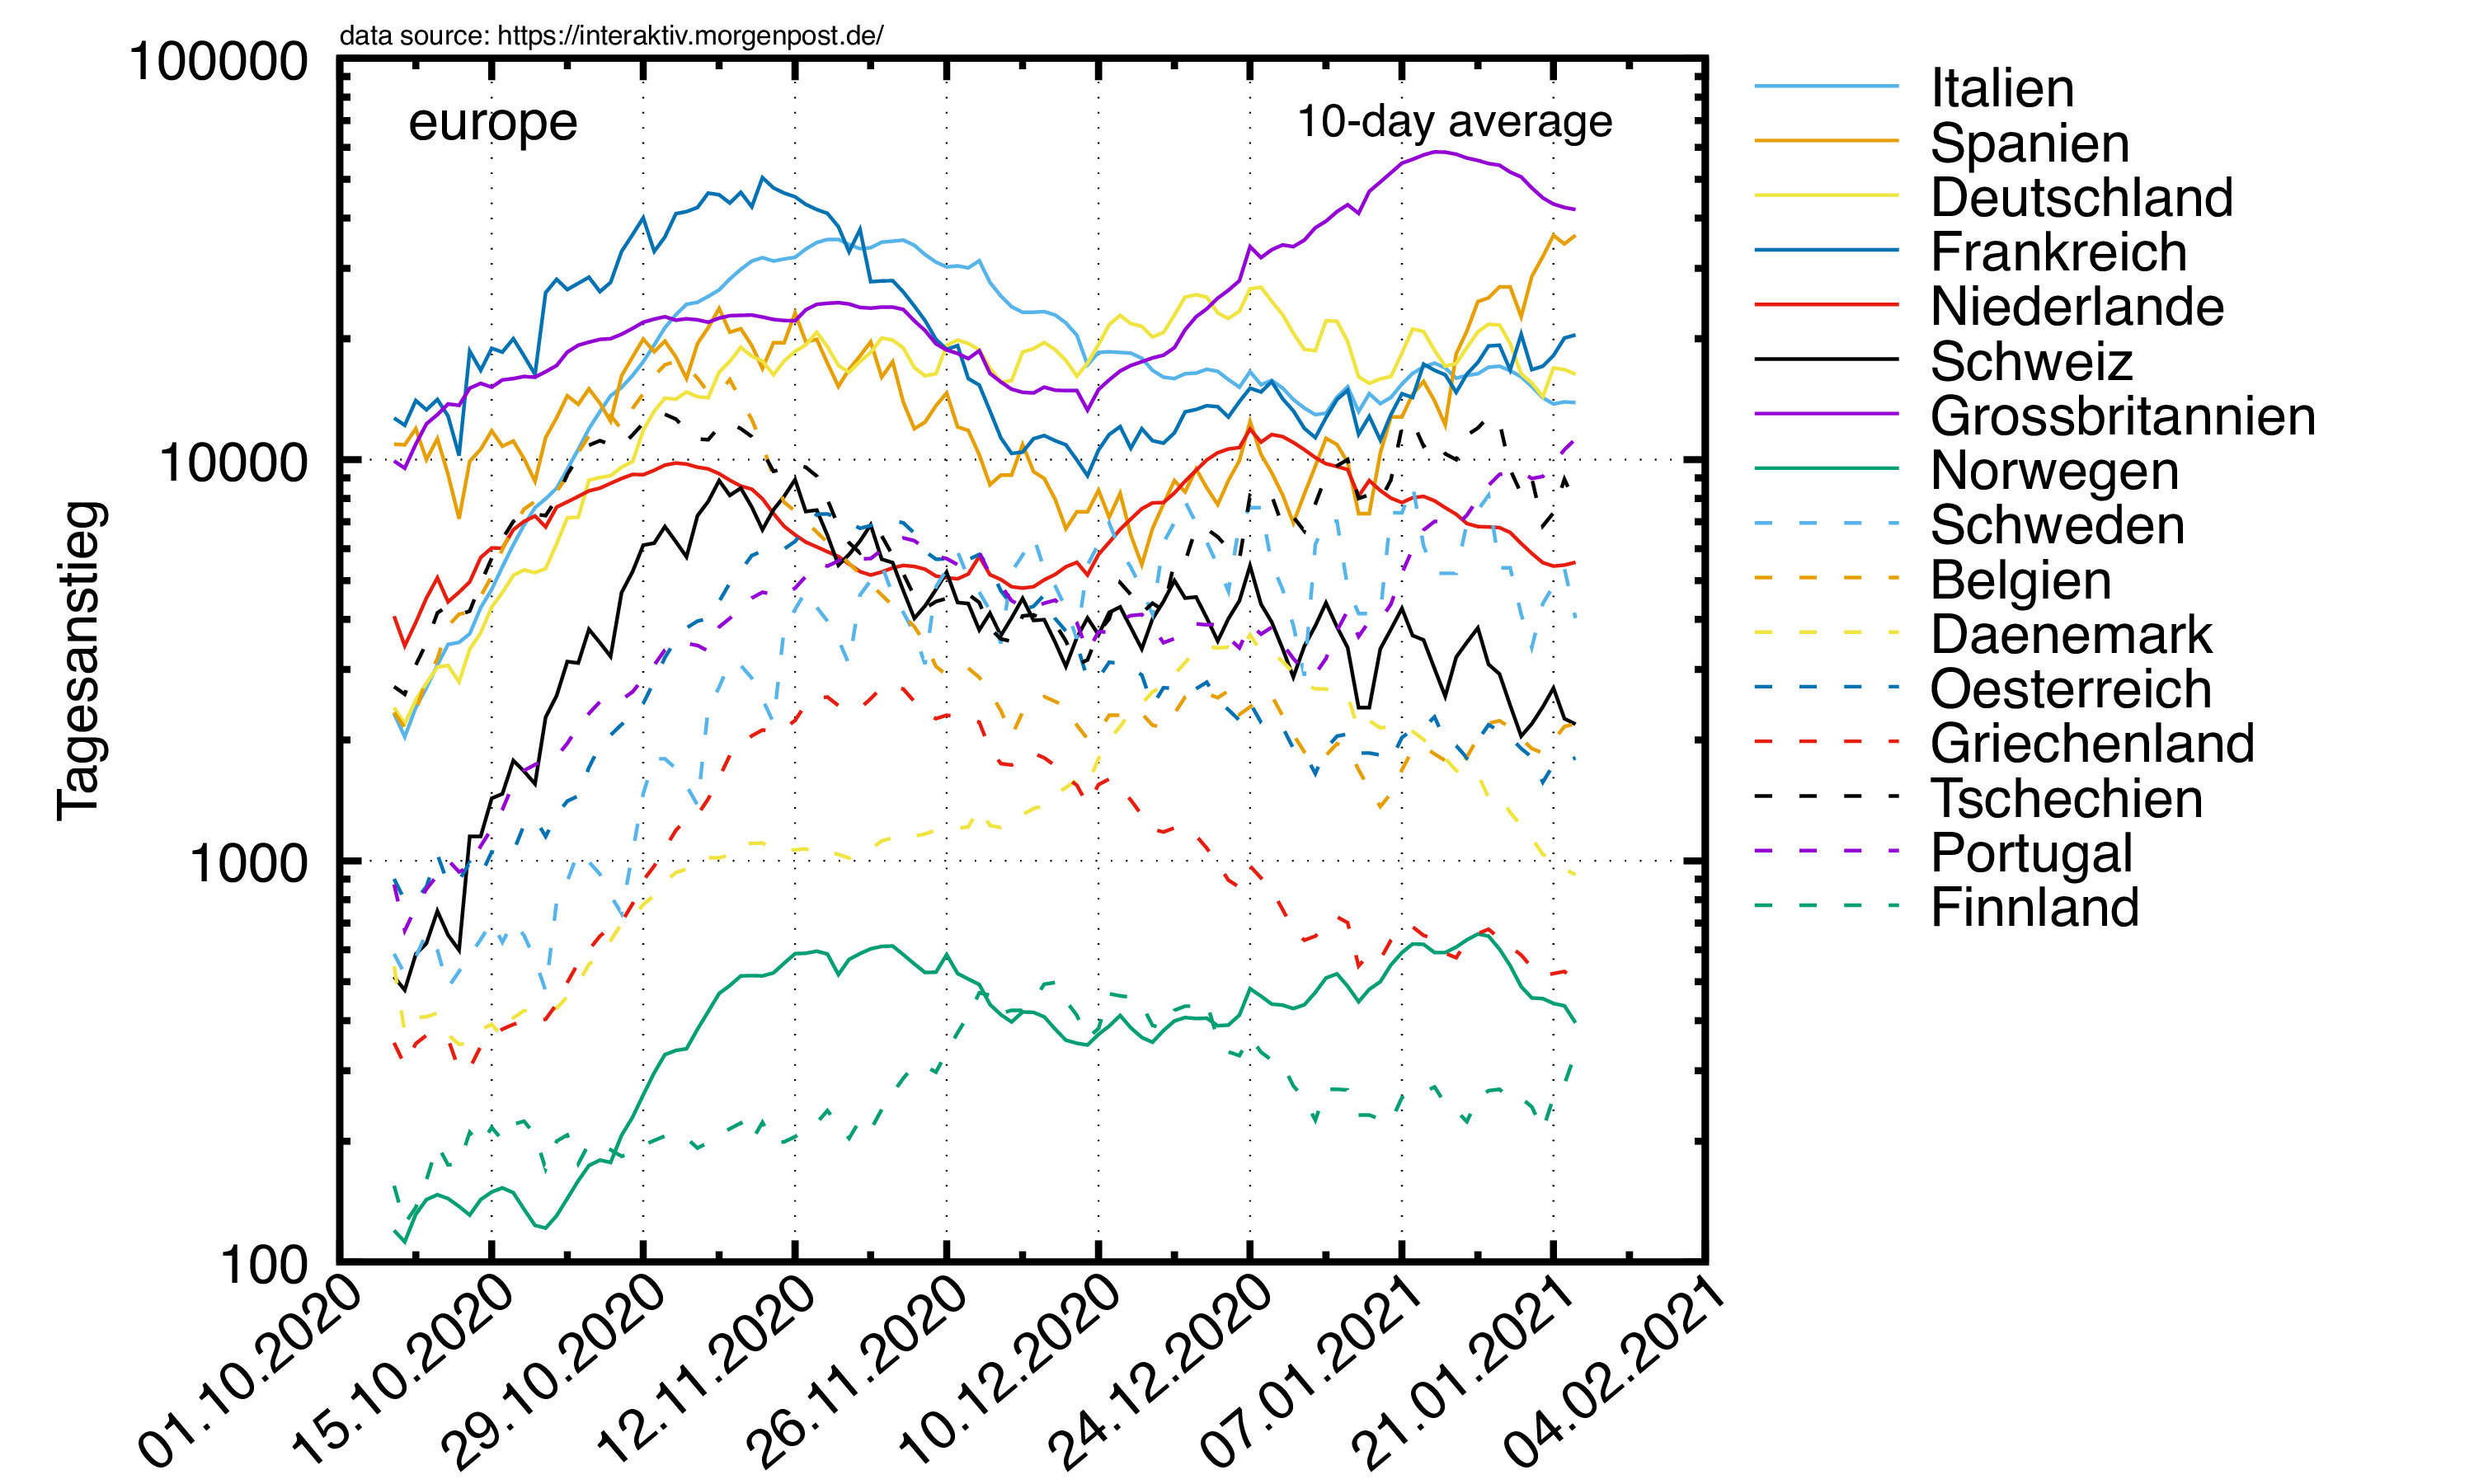 data source: https://interaktiv.morgenpost.de/
100000
europe
10-day average
10000
1000
100
Tagesanstieg
01.10.2020
15.10.2020
29.10.2020
12.11.2020
26.11.2020
10.12.2020
24.12.2020
07.01.2021
21.01.2021
04.02.2021
Italien
Spanien
Deutschland
Frankreich
Niederlande
Schweiz
Grossbritannien
Norwegen
Schweden
Belgien
Daenemark
Oesterreich
Griechenland
Tschechien
Portugal
Finnland